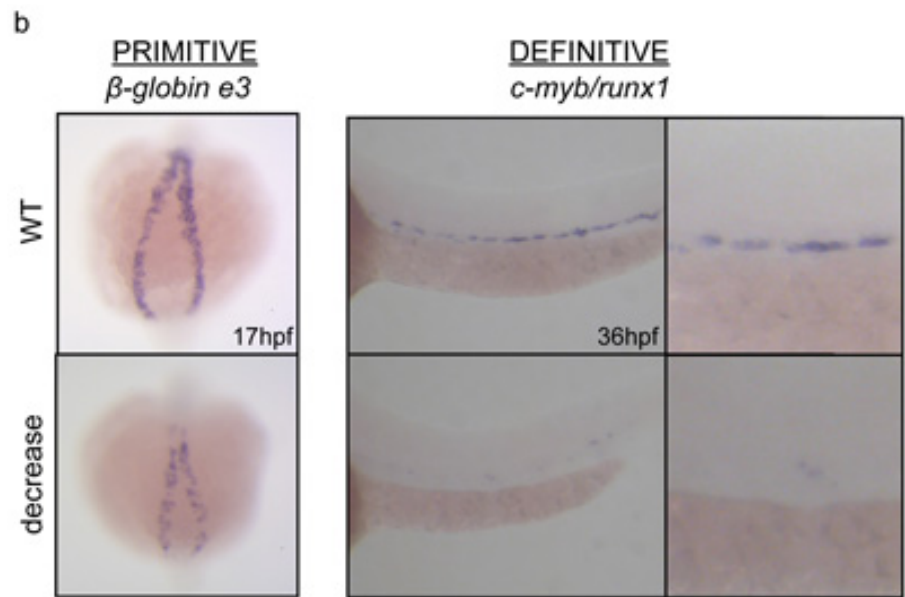 b
PRIMITIVE
β-globin e3
DEFINITIVE
c-myb/runx1
WT
17hpf
36hpf
decrease